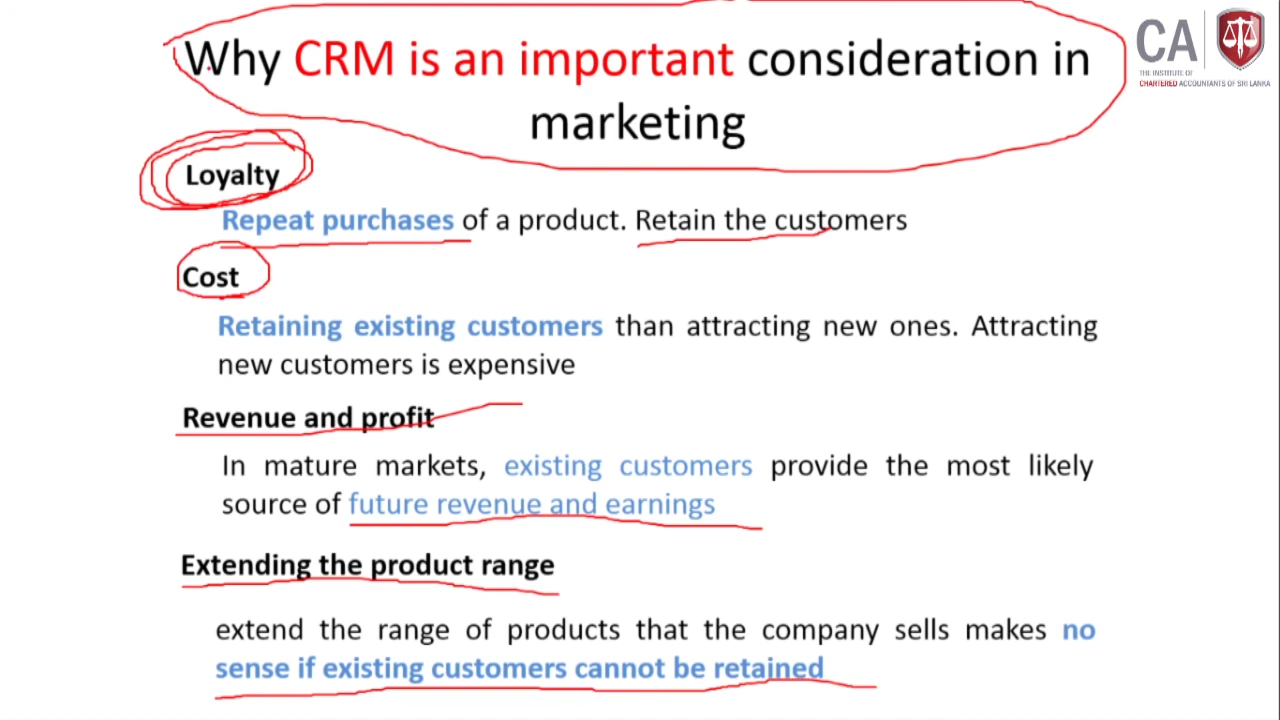 Why CRM is an important consideration in
marketing
CA
THE INSTITUTE OF
CHARTERED ACCOUNTANTS OF SRI LANKA
Loyalty
Repeat purchases of a product. Retain the customers
Cost
Retaining existing customers than attracting new ones. Attracting
new customers is expensive
Revenue and profit
In mature markets, existing customers provide the most likely
source of future revenue and earnings
Extending the product range
extend the range of products that the company sells makes no
sense if existing customers cannot be retained